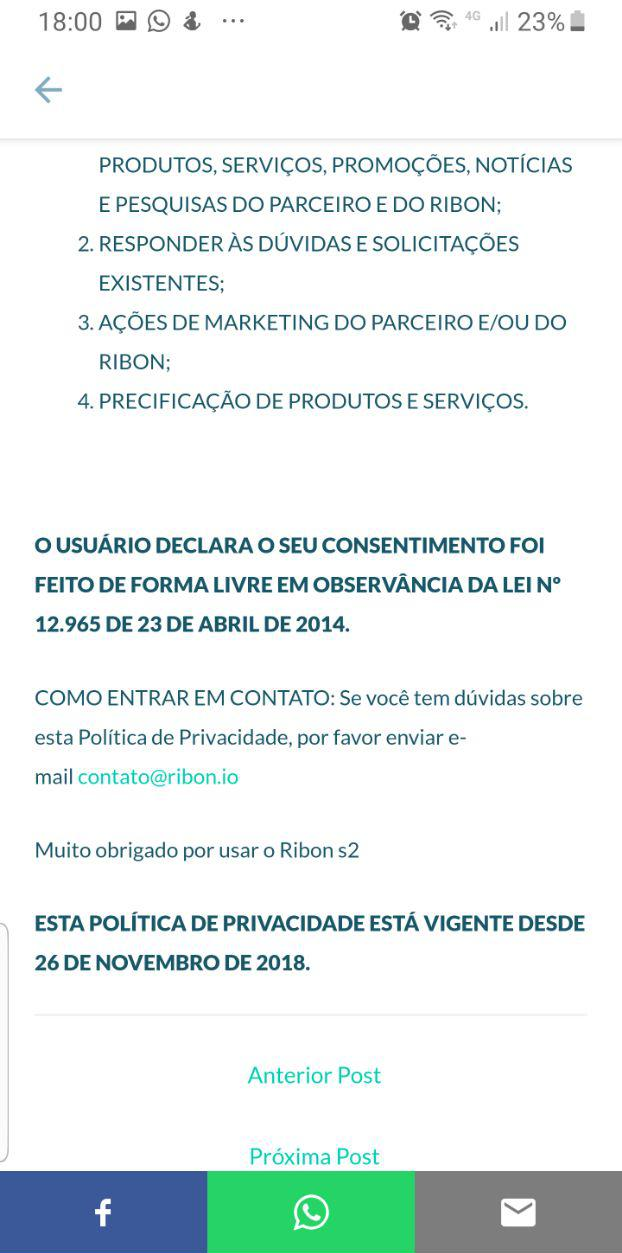 18:00 4G 23%
PRODUTOS, SERVIÇOS, PROMOÇÕES, NOTÍCIAS
E PESQUISAS DO PARCEIRO E DO RIBON;
2. RESPONDER ÀS DÚVIDAS E SOLICITAÇÕES
EXISTENTES;
3. AÇÕES DE MARKETING DO PARCEIRO E/OU DO
RIBON;
4. PRECIFICAÇÃO DE PRODUTOS E SERVIÇOS.
O USUÁRIO DECLARA O SEU CONSENTIMENTO FOI
FEITO DE FORMA LIVRE EM OBSERVÂNCIA DA LEI Nº
12.965 DE 23 DE ABRIL DE 2014.
COMO ENTRAR EM CONTATO: Se você tem dúvidas sobre
esta Política de Privacidade, por favor enviar e-
mail contato@ribon.io
Muito obrigado por usar o Ribon s2
ESTA POLÍTICA DE PRIVACIDADE ESTÁ VIGENTE DESDE
26 DE NOVEMBRO DE 2018.
Anterior Post
Próxima Post